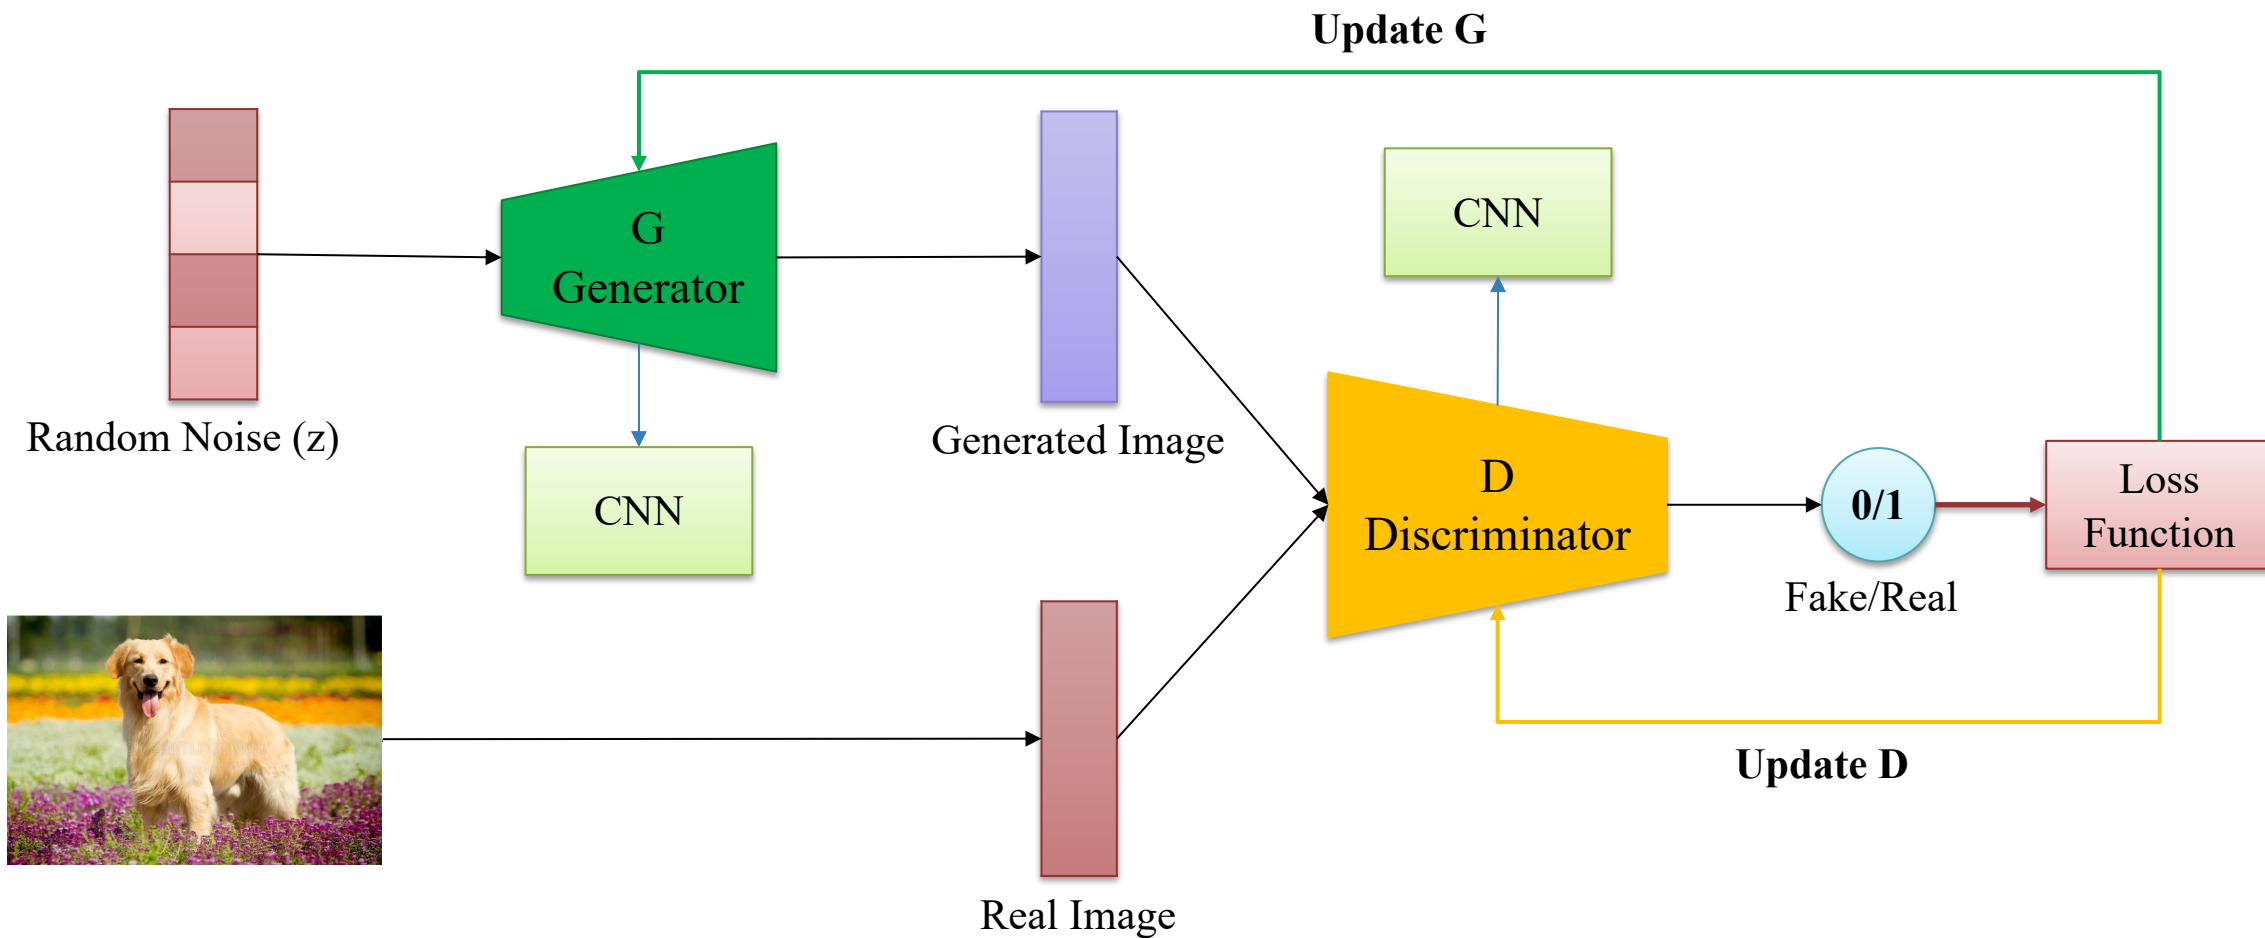 Update G
G
Generator
CNN
Random Noise (z)
Generated Image
CNN
D
Discriminator
0/1
Loss
Function
Fake/Real
Update D
Real Image